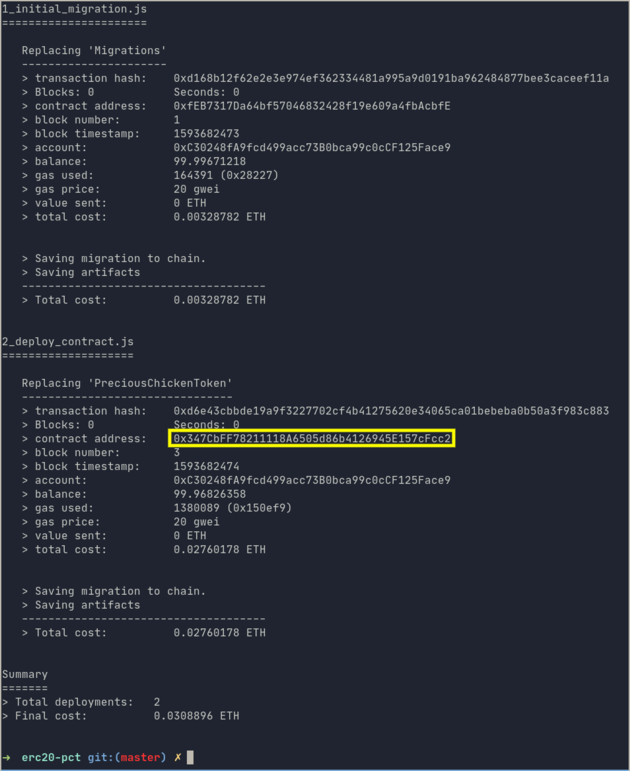 1_initial_migration.js
======================
Replacing 'Migrations'
----------------------
> transaction hash: 0xd168b12f62e2e3e974ef362334481a995a9d0191ba962484877bee3caceef11a
> Blocks: 0 Seconds: 0
> contract address: 0xfEB7317Da64bf57046832428f19e609a4fbAcbfE
> block number: 1
> block timestamp: 1593682473
> account: 0xC30248fA9fcd499acc73B0bca99c0cCF125Face9
> balance: 99.99671218
> gas used: 164391 (0x28227)
> gas price: 20 gwei
> value sent: 0 ETH
> total cost: 0.00328782 ETH
> Saving migration to chain.
> Saving artifacts
-------------------------------------
> Total cost: 0.00328782 ETH
2_deploy_contract.js
====================
Replacing 'PreciousChickenToken'
--------------------------------
> transaction hash: 0xd6e43cbbde19a9f3227702cf4b41275620e34065ca01bebeba0b50a3f983c883
> Blocks: 0 Seconds: 0
> contract address: 0x347CbFF78211118A6505d86b4126945E157cFcc2
> block number: 3
> block timestamp: 1593682474
> account: 0xC30248fA9fcd499acc73B0bca99c0cCF125Face9
> balance: 99.96826358
> gas used: 1380089 (0x150ef9)
> gas price: 20 gwei
> value sent: 0 ETH
> total cost: 0.02760178 ETH
> Saving migration to chain.
> Saving artifacts
-------------------------------------
> Total cost: 0.02760178 ETH
Summary
=======
> Total deployments: 2
> Final cost: 0.0308896 ETH
➜ erc20-pct git:(master) ✗